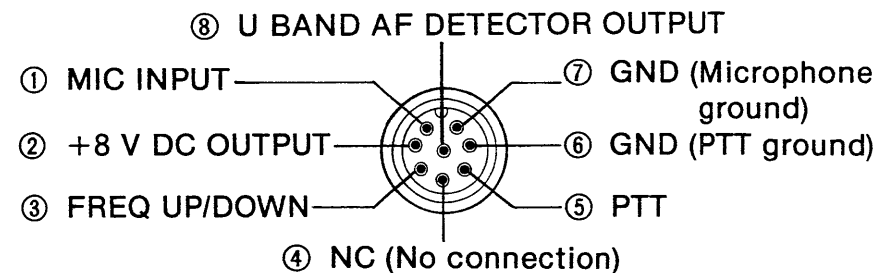 ⑧ U BAND AF DETECTOR OUTPUT
① MIC INPUT
⑦ GND (Microphone
ground)
② +8 V DC OUTPUT
⑥ GND (PTT ground)
③ FREQ UP/DOWN
⑤ PTT
④ NC (No connection)